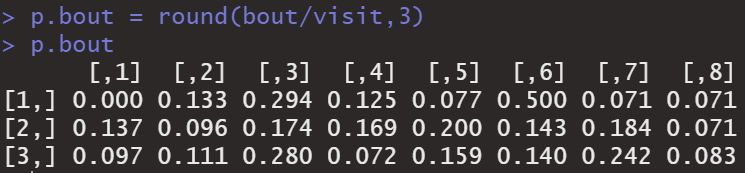 > p.bout = round(bout/visit,3)
> p.bout
      [,1]  [,2]  [,3]  [,4]  [,5]  [,6]  [,7]  [,8]
[1,] 0.000 0.133 0.294 0.125 0.077 0.500 0.071 0.071
[2,] 0.137 0.096 0.174 0.169 0.200 0.143 0.184 0.071
[3,] 0.097 0.111 0.280 0.072 0.159 0.140 0.242 0.083